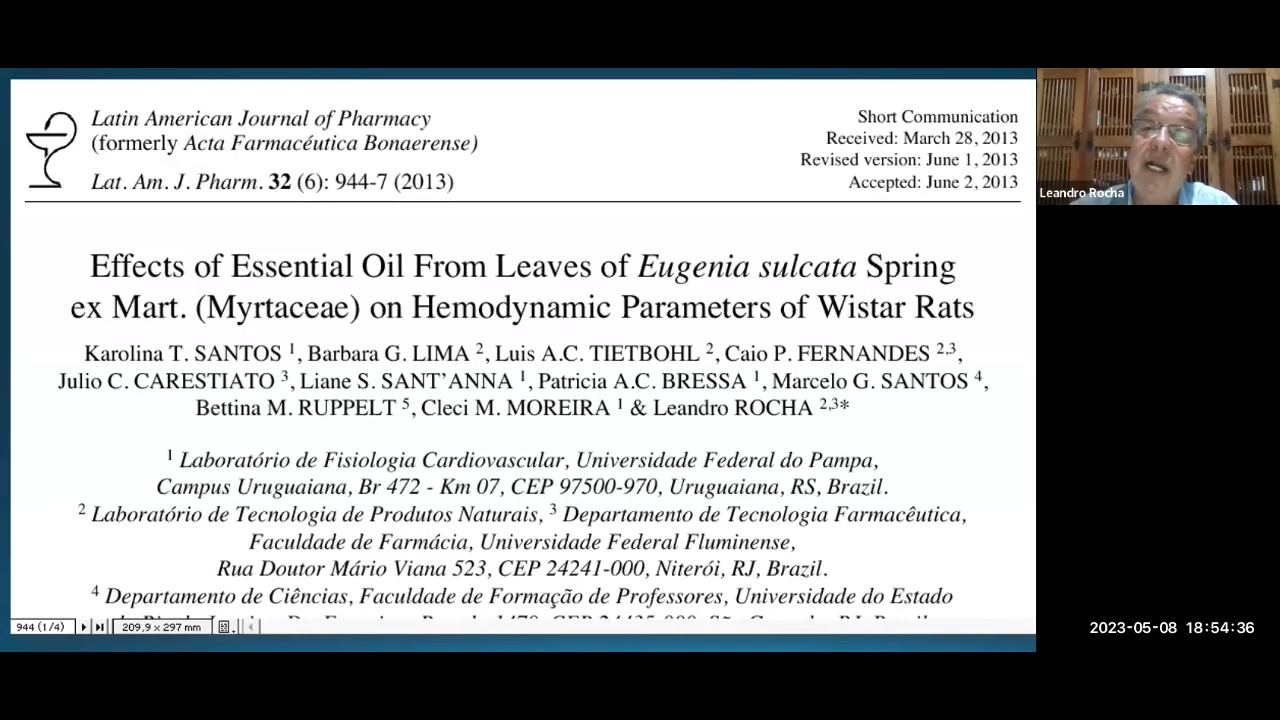 Latin American Journal of Pharmacy
(formerly Acta Farmacéutica Bonaerense)
Lat. Am. J. Pharm. 32 (6): 944-7 (2013)
Short Communication
Received: March 28, 2013
Revised version: June 1, 2013
Accepted: June 2, 2013
Effects of Essential Oil From Leaves of Eugenia sulcata Spring
ex Mart. (Myrtaceae) on Hemodynamic Parameters of Wistar Rats
Karolina T. SANTOS 1, Barbara G. LIMA 2, Luis A.C. TIETBOHL 2, Caio P. FERNANDES 2,3,
Julio C. CARESTIATO 3, Liane S. SANT'ANNA 1, Patricia A.C. BRESSA 1, Marcelo G. SANTOS 4,
Bettina M. RUPPELT 5, Cleci M. MOREIRA 1 & Leandro ROCHA 2,3*
1 Laboratório de Fisiologia Cardiovascular, Universidade Federal do Pampa,
Campus Uruguaiana, Br 472 - Km 07, CEP 97500-970, Uruguaiana, RS, Brazil.
2 Laboratório de Tecnologia de Produtos Naturais, 3 Departamento de Tecnologia Farmacêutica,
Faculdade de Farmácia, Universidade Federal Fluminense,
Rua Doutor Mário Viana 523, CEP 24241-000, Niterói, RJ, Brazil.
4 Departamento de Ciências, Faculdade de Formação de Professores, Universidade do Estado
944 (1/4)
209,9 × 297 mm
Leandro Rocha
2023-05-08 18:54:36